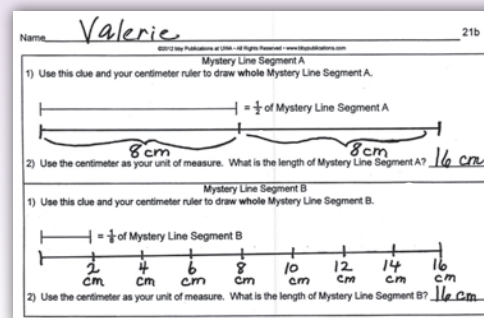 Name Valerie 21b
©2012 bby Publications at UWA • All Rights Reserved • www.bbypublications.com
Mystery Line Segment A
1) Use this clue and your centimeter ruler to draw whole Mystery Line Segment A.
= 1/2 of Mystery Line Segment A
8 cm 8 cm
2) Use the centimeter as your unit of measure. What is the length of Mystery Line Segment A? 16 cm
Mystery Line Segment B
1) Use this clue and your centimeter ruler to draw whole Mystery Line Segment B.
= 1/8 of Mystery Line Segment B
2 4 6 8 10 12 14 16
cm cm cm cm cm cm cm cm
2) Use the centimeter as your unit of measure. What is the length of Mystery Line Segment B? 16 cm